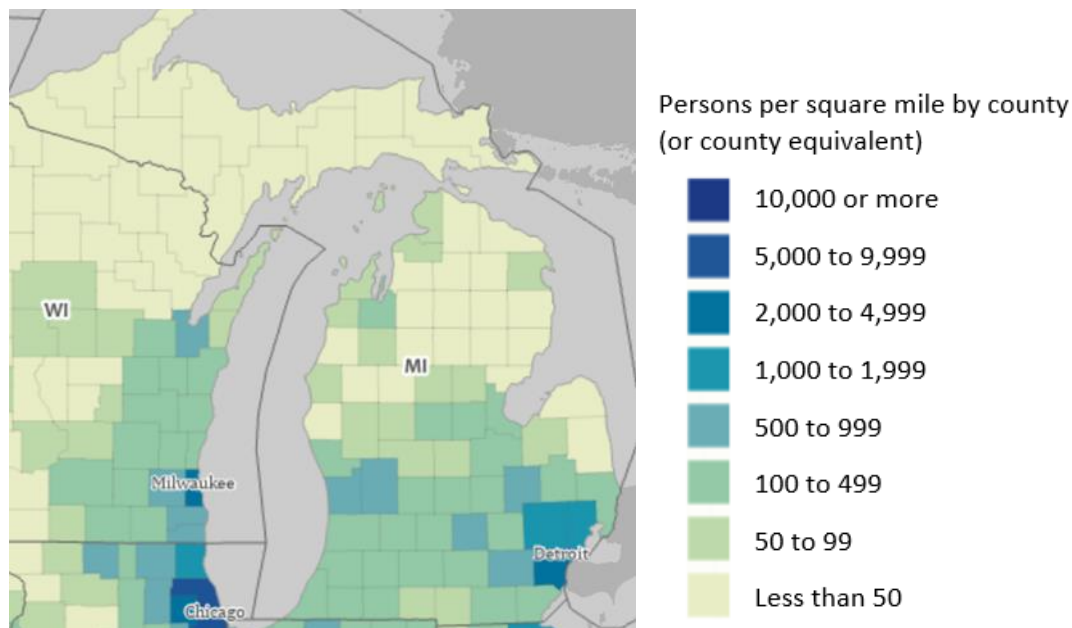 Persons per square mile by county
(or county equivalent)
10,000 or more
5,000 to 9,999
2,000 to 4,999
1,000 to 1,999
500 to 999
100 to 499
50 to 99
Less than 50
WI
MI
Milwaukee
Detroit
Chicago